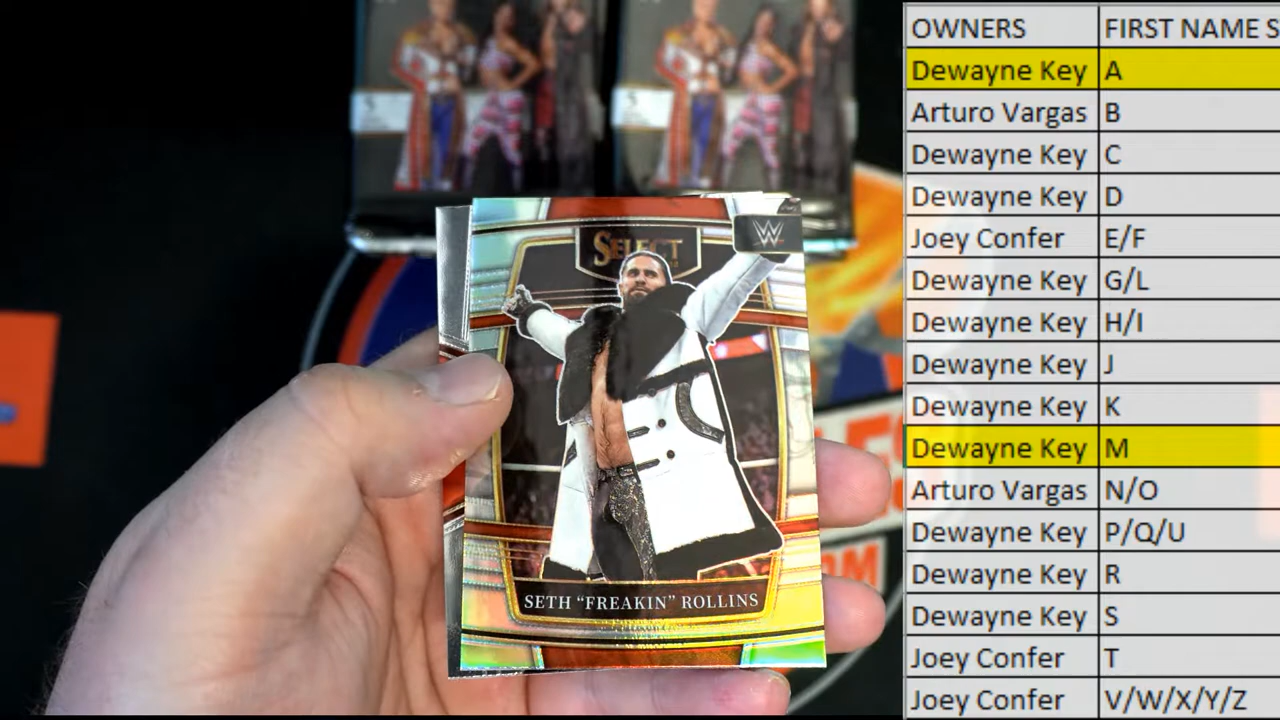 SELECT
W
SETH "FREAKIN" ROLLINS
OWNERS FIRST NAME S
Dewayne Key A
Arturo Vargas B
Dewayne Key C
Dewayne Key D
Joey Confer E/F
Dewayne Key G/L
Dewayne Key H/I
Dewayne Key J
Dewayne Key K
Dewayne Key M
Arturo Vargas N/O
Dewayne Key P/Q/U
Dewayne Key R
Dewayne Key S
Joey Confer T
Joey Confer V/W/X/Y/Z